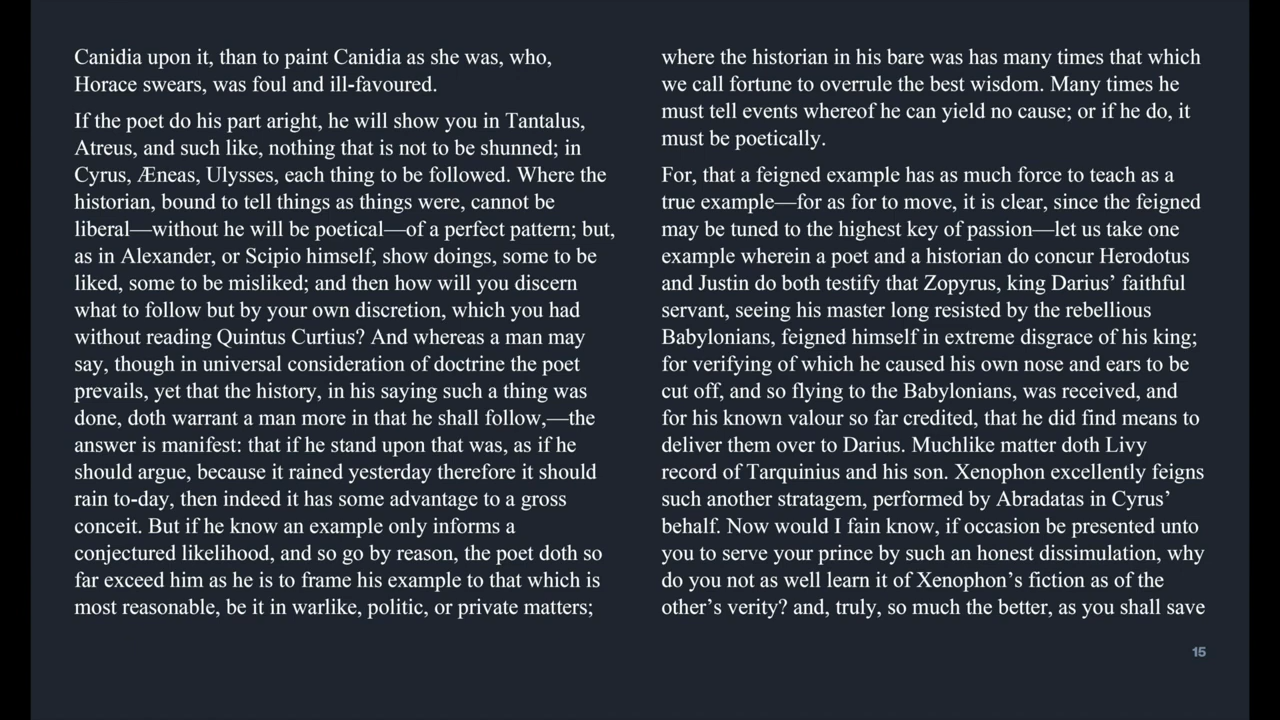 Canidia upon it, than to paint Canidia as she was, who,
Horace swears, was foul and ill-favoured.
If the poet do his part aright, he will show you in Tantalus,
Atreus, and such like, nothing that is not to be shunned; in
Cyrus, Æneas, Ulysses, each thing to be followed. Where the
historian, bound to tell things as things were, cannot be
liberal—without he will be poetical—of a perfect pattern; but,
as in Alexander, or Scipio himself, show doings, some to be
liked, some to be misliked; and then how will you discern
what to follow but by your own discretion, which you had
without reading Quintus Curtius? And whereas a man may
say, though in universal consideration of doctrine the poet
prevails, yet that the history, in his saying such a thing was
done, doth warrant a man more in that he shall follow,—the
answer is manifest: that if he stand upon that was, as if he
should argue, because it rained yesterday therefore it should
rain to-day, then indeed it has some advantage to a gross
conceit. But if he know an example only informs a
conjectured likelihood, and so go by reason, the poet doth so
far exceed him as he is to frame his example to that which is
most reasonable, be it in warlike, politic, or private matters;
where the historian in his bare was has many times that which
we call fortune to overrule the best wisdom. Many times he
must tell events whereof he can yield no cause; or if he do, it
must be poetically.
For, that a feigned example has as much force to teach as a
true example—for as for to move, it is clear, since the feigned
may be tuned to the highest key of passion—let us take one
example wherein a poet and a historian do concur Herodotus
and Justin do both testify that Zopyrus, king Darius’ faithful
servant, seeing his master long resisted by the rebellious
Babylonians, feigned himself in extreme disgrace of his king;
for verifying of which he caused his own nose and ears to be
cut off, and so flying to the Babylonians, was received, and
for his known valour so far credited, that he did find means to
deliver them over to Darius. Muchlike matter doth Livy
record of Tarquinius and his son. Xenophon excellently feigns
such another stratagem, performed by Abradatas in Cyrus’
behalf. Now would I fain know, if occasion be presented unto
you to serve your prince by such an honest dissimulation, why
do you not as well learn it of Xenophon’s fiction as of the
other’s verity? and, truly, so much the better, as you shall save
15